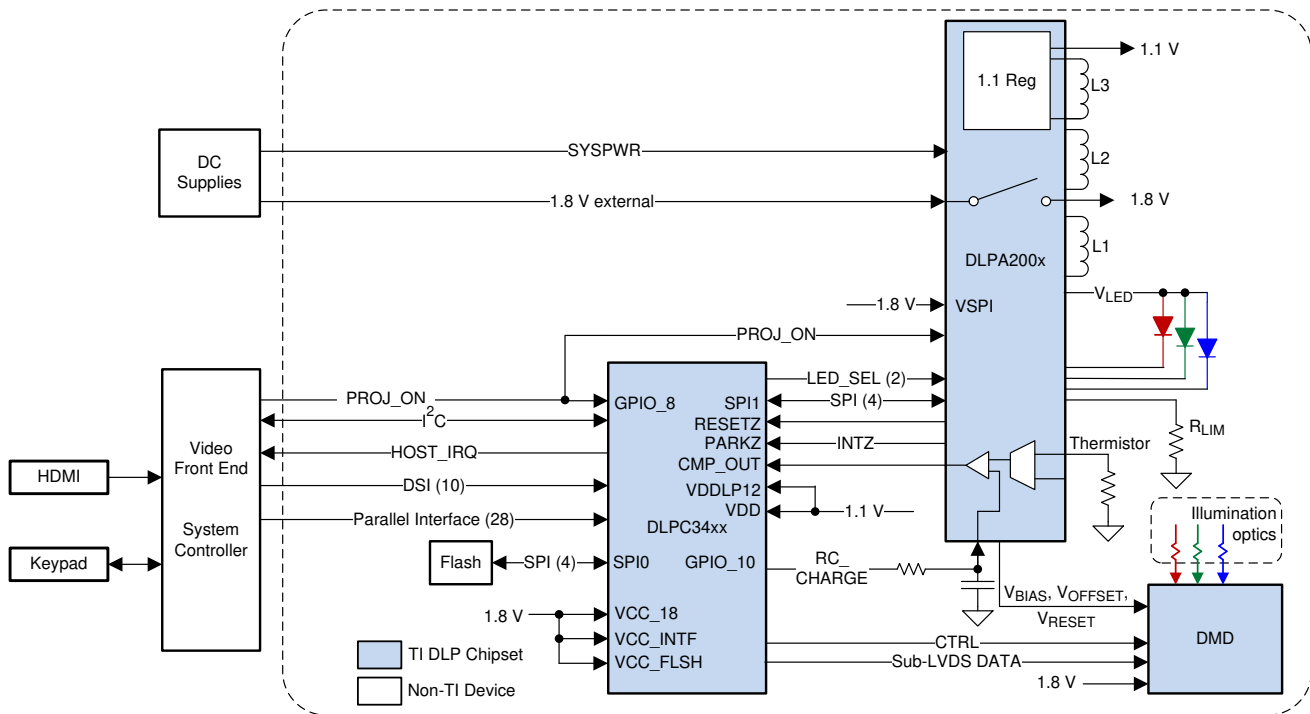 1.1 Reg
1.1 V
L3
DC
Supplies
SYSPWR
L2
1.8 V external
1.8 V
L1
DLPA200x
VLED
1.8 V
VSPI
PROJ_ON
LED_SEL (2)
PROJ_ON
GPIO_8
SPI1
SPI (4)
I2C
RESETZ
RLIM
Video
Front End
HOST_IRQ
PARKZ
INTZ
Thermistor
HDMI
CMP_OUT
DSI (10)
VDDLP12
VDD
1.1 V
System
Controller
Parallel Interface (28)
DLPC34xx
Illumination
optics
Keypad
Flash
SPI (4)
SPI0
GPIO_10
RC_
CHARGE
VBIAS, VOFFSET,
VRESET
1.8 V
VCC_18
VCC_INTF
VCC_FLSH
CTRL
Sub-LVDS DATA
1.8 V
DMD
TI DLP Chipset
Non-TI Device